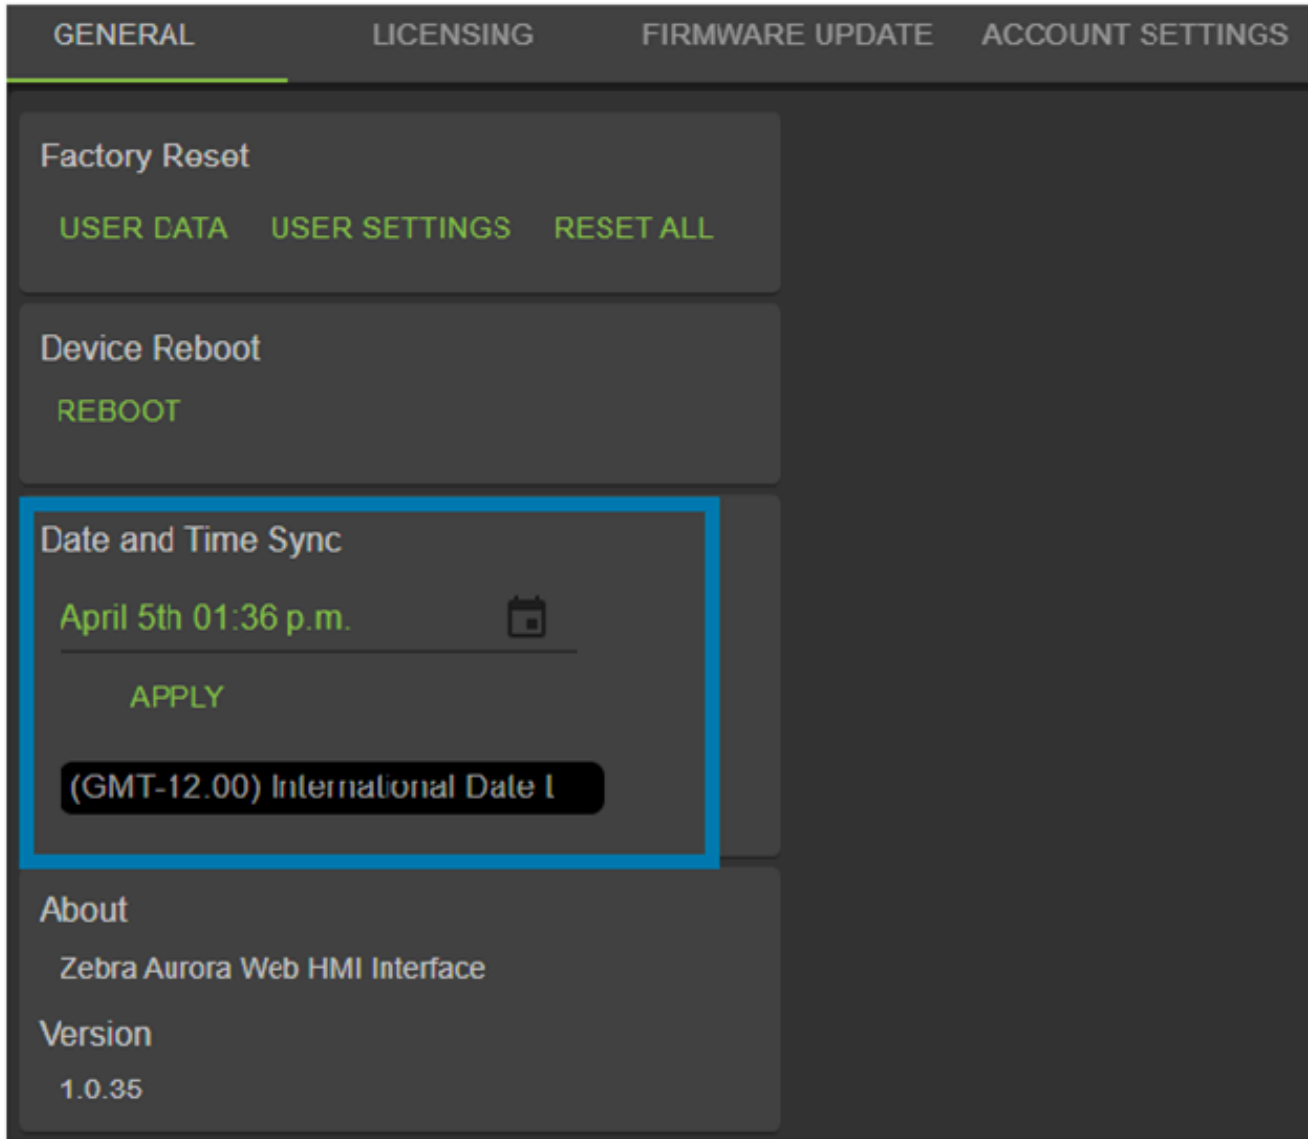 GENERAL LICENSING FIRMWARE UPDATE ACCOUNT SETTINGS
Factory Reset
USER DATA USER SETTINGS RESET ALL
Device Reboot
REBOOT
Date and Time Sync
April 5th 01:36 p.m.
APPLY
(GMT-12.00) International Date L
About
Zebra Aurora Web HMI Interface
Version
1.0.35